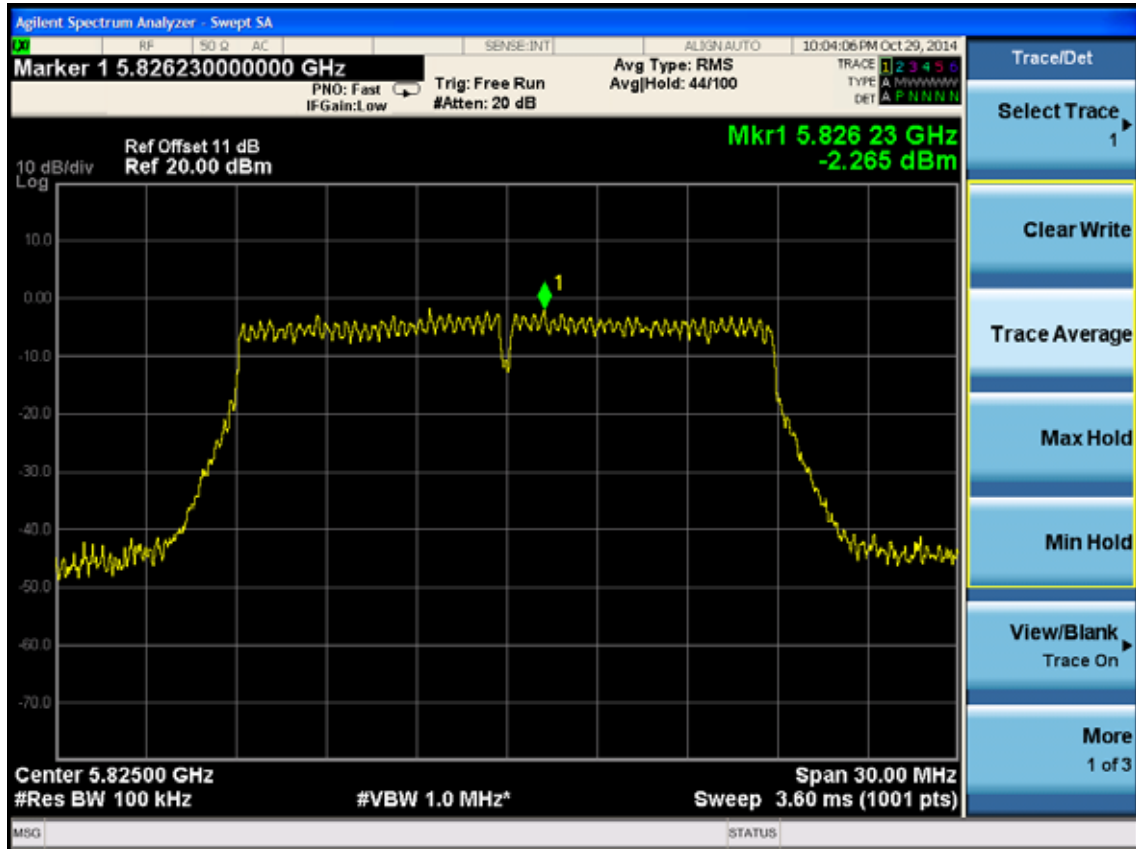 Agilent Spectrum Analyzer - Swept SA
LXI RF 50 Ω AC SENSE:INT ALIGN AUTO 10:04:06 PM Oct 29, 2014
Marker 1 5.826230000000 GHz
PNO: Fast
IFGain:Low
Trig: Free Run
#Atten: 20 dB
Avg Type: RMS
Avg|Hold: 44/100
TRACE 1 2 3 4 5 6
TYPE A MWWWWW
DET A P N N N N
Mkr1 5.826 23 GHz
-2.265 dBm
Ref Offset 11 dB
10 dB/div Ref 20.00 dBm
Log
10.0
0.00
-10.0
-20.0
-30.0
-40.0
-50.0
-60.0
-70.0
1
Center 5.82500 GHz Span 30.00 MHz
#Res BW 100 kHz #VBW 1.0 MHz* Sweep 3.60 ms (1001 pts)
MSG STATUS
Trace/Det
Select Trace
1
Clear Write
Trace Average
Max Hold
Min Hold
View/Blank
Trace On
More
1 of 3